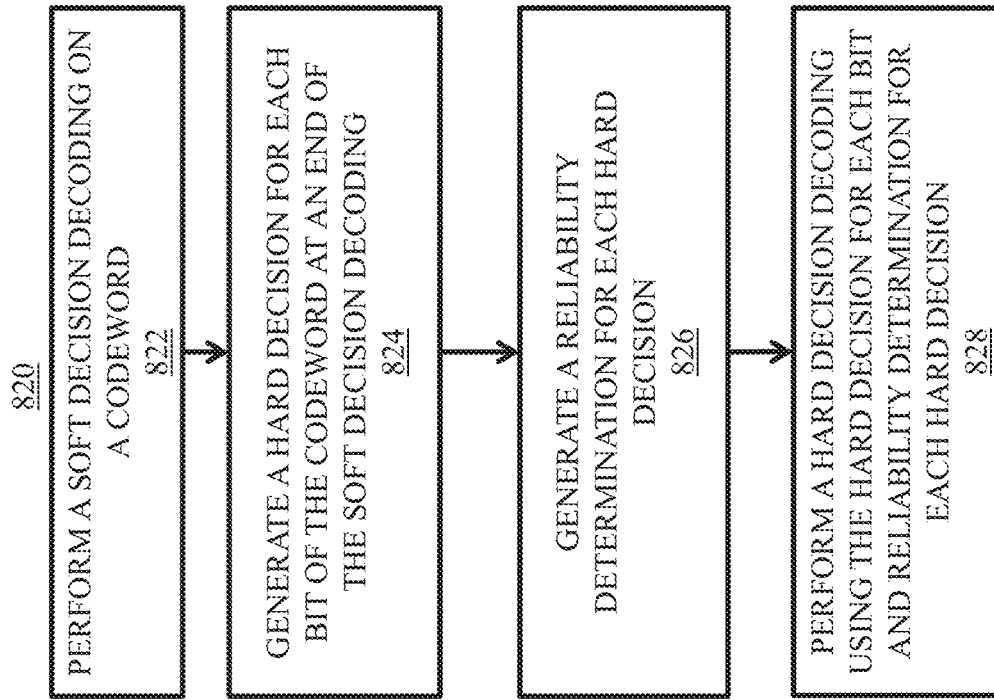 820
PERFORM A SOFT DECISION DECODING ON
A CODEWORD
822
GENERATE A HARD DECISION FOR EACH
BIT OF THE CODEWORD AT AN END OF
THE SOFT DECISION DECODING
824
GENERATE A RELIABILITY
DETERMINATION FOR EACH HARD
DECISION
826
PERFORM A HARD DECISION DECODING
USING THE HARD DECISION FOR EACH BIT
AND RELIABILITY DETERMINATION FOR
EACH HARD DECISION
828